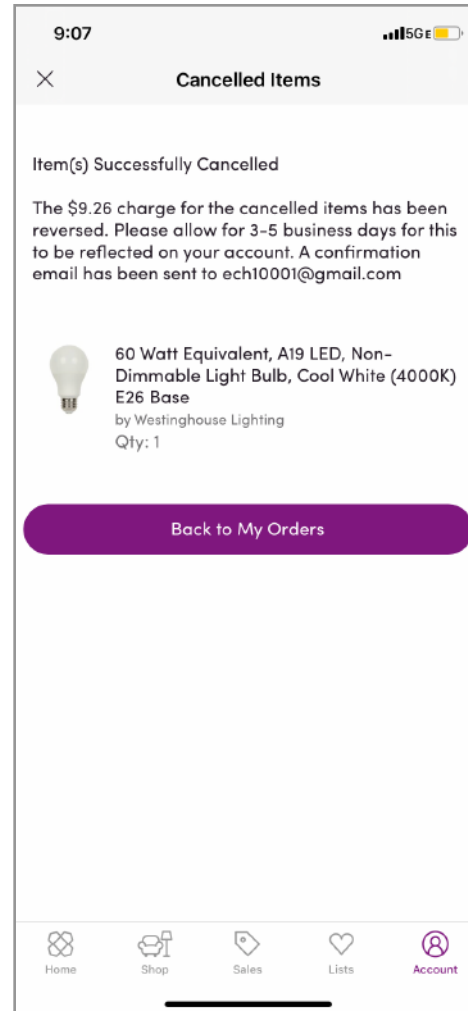 9:07
5GE
Cancelled Items
Item(s) Successfully Cancelled
The $9.26 charge for the cancelled items has been
reversed. Please allow for 3-5 business days for this
to be reflected on your account. A confirmation
email has been sent to ech10001@gmail.com
60 Watt Equivalent, A19 LED, Non-
Dimmable Light Bulb, Cool White (4000K)
E26 Base
by Westinghouse Lighting
Qty: 1
Back to My Orders
Home Shop Sales Lists Account